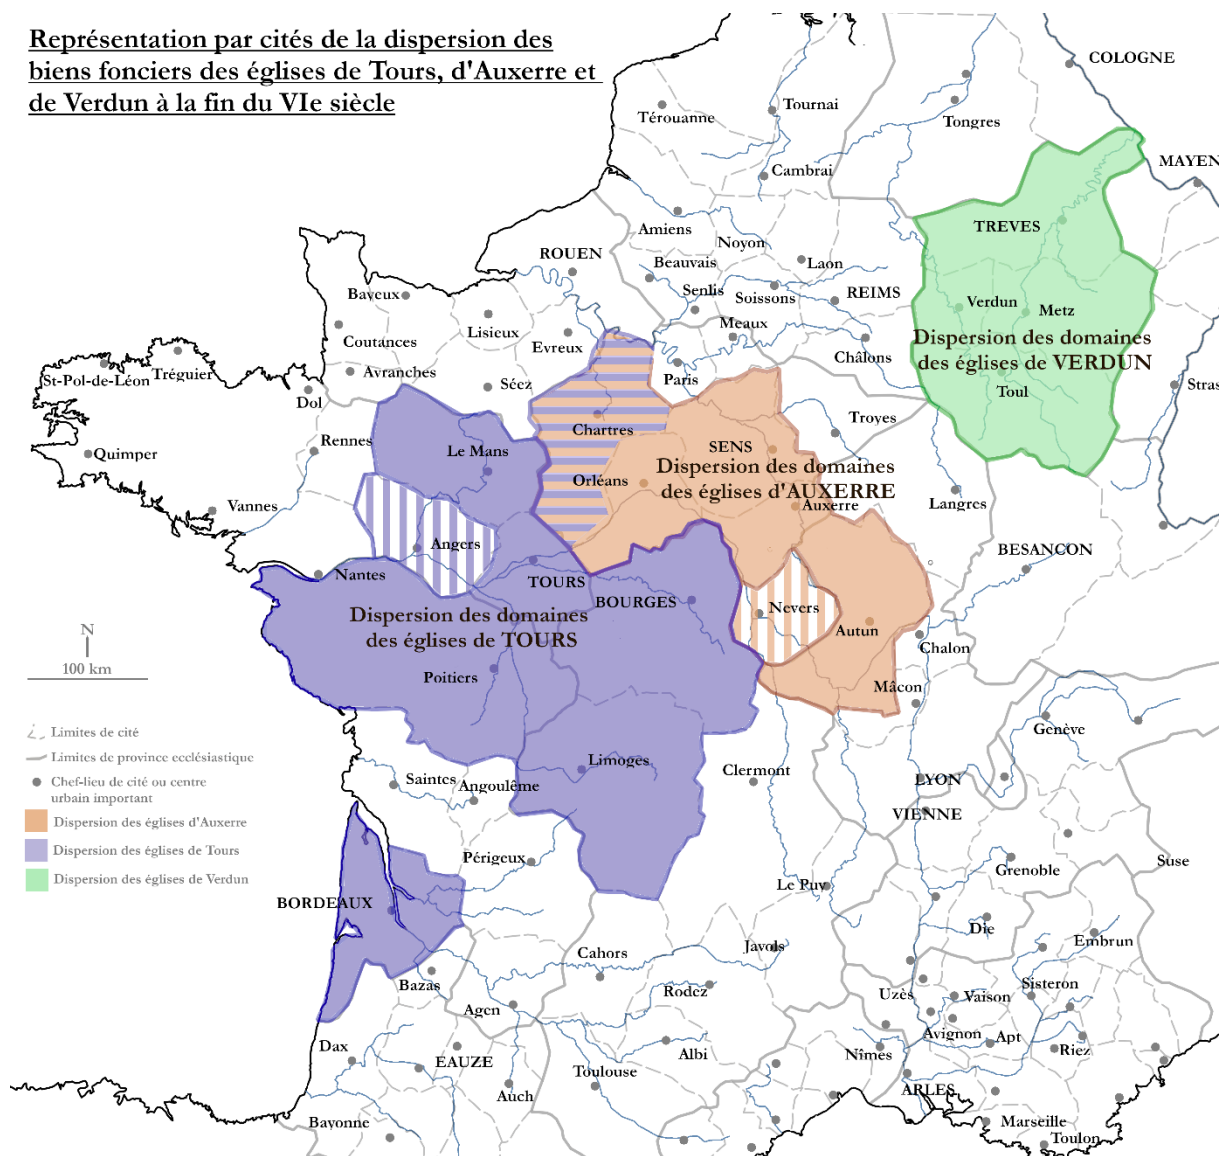 Représentation par cités de la dispersion des
biens fonciers des églises de Tours, d'Auxerre et
de Verdun à la fin du VIe siècle
COLOGNE
Tournai
Térouanne
Tongres
MAYEN
Cambrai
TREVES
Amiens
Noyon
ROUEN
Beauvais
Laon
Senlis
Soissons
REIMS
Bayeux
Verdun
Metz
Lisieux
Meaux
Coutances
Evreux
Dispersion des domaines
des églises de VERDUN
Châlons
St-Pol-de-Léon
Tréguier
Avranches
Séez
Paris
Stras
Dol
Toul
Troyes
Chartres
Rennes
Le Mans
SENS
Quimper
Dispersion des domaines
des églises d'AUXERRE
Orléans
Vannes
Auxerre
Langres
Angers
BESANCON
Nantes
TOURS
BOURGES
Nevers
Dispersion des domaines
des églises de TOURS
Autun
N
100 km
Chalon
Poitiers
Mâcon
Genève
Limites de cité
Limites de province ecclésiastique
Chef-lieu de cité ou centre
urbain important
Dispersion des églises d'Auxerre
Dispersion des églises de Tours
Dispersion des églises de Verdun
Limoges
Clermont
Saintes
Angoulême
LYON
VIENNE
Périgeux
Suse
Grenoble
Le Puy
BORDEAUX
Die
Embrun
Javols
Cahors
Bazas
Rodez
Uzès
Vaison
Sisteron
Agen
Avignon
Apt
Riez
Dax
EAUZE
Albi
Nîmes
Toulouse
Auch
ARLES
Bayonne
Marseille
Toulon